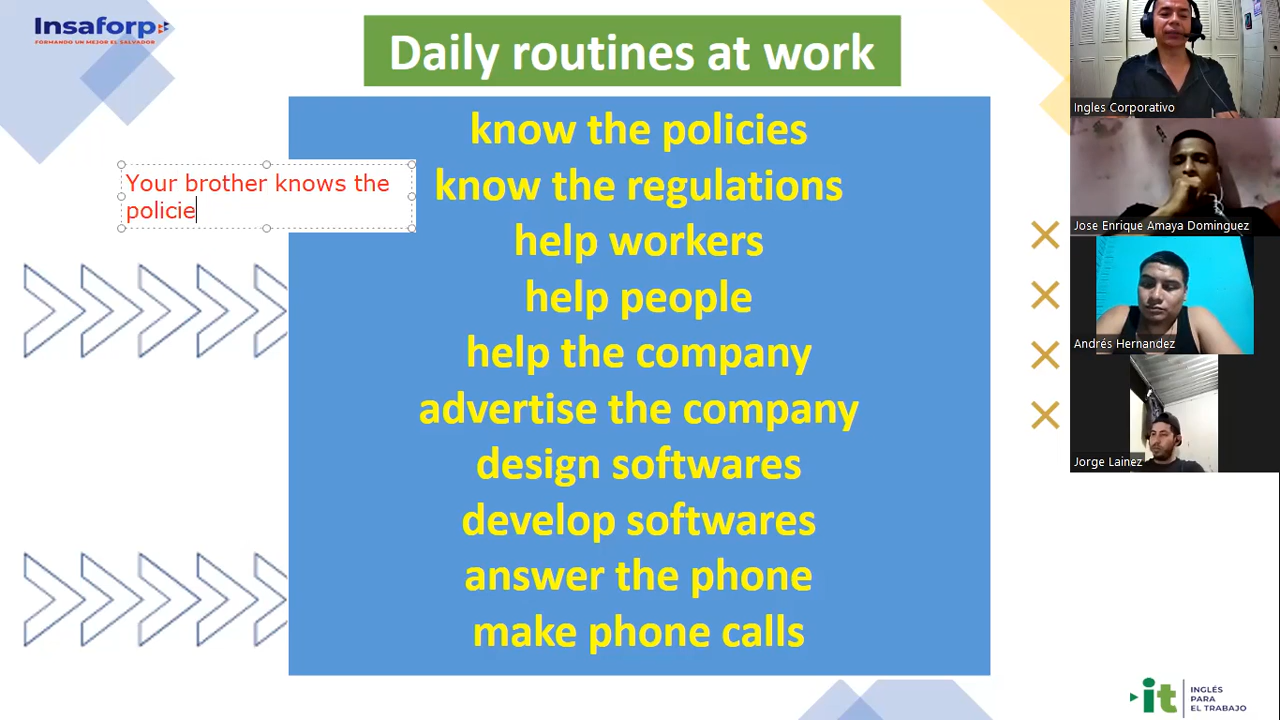 Insaforp
FORMANDO UN MEJOR EL SALVADOR
Daily routines at work
know the policies
Your brother knows the
policie
know the regulations
help workers
help people
help the company
advertise the company
design softwares
develop softwares
answer the phone
make phone calls
Ingles Corporativo
Jose Enrique Amaya Dominguez
Andrés Hernandez
Jorge Lainez
it
INGLÉS
PARA
EL TRABAJO